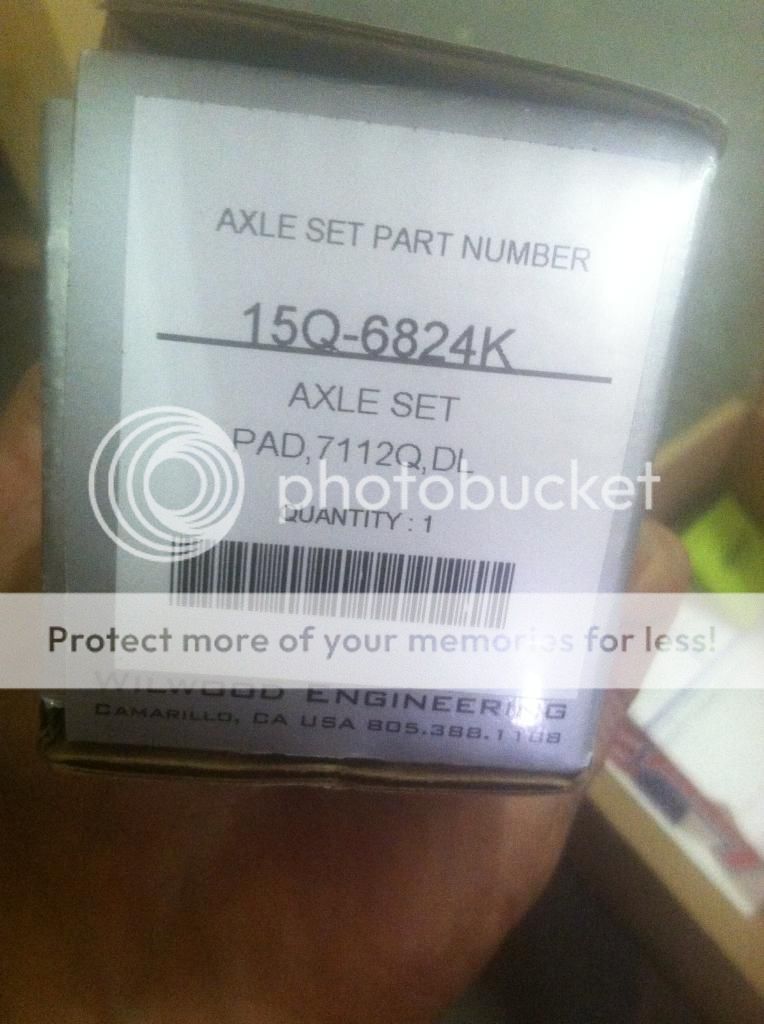 AXLE SET PART NUMBER
15Q-6824K
AXLE SET
PAD,7112Q,DL
photobucket
QUANTITY : 1
Protect more of your memories for less!
WILWOOD ENGINEERING
CAMARILLO, CA USA 805.388.1188